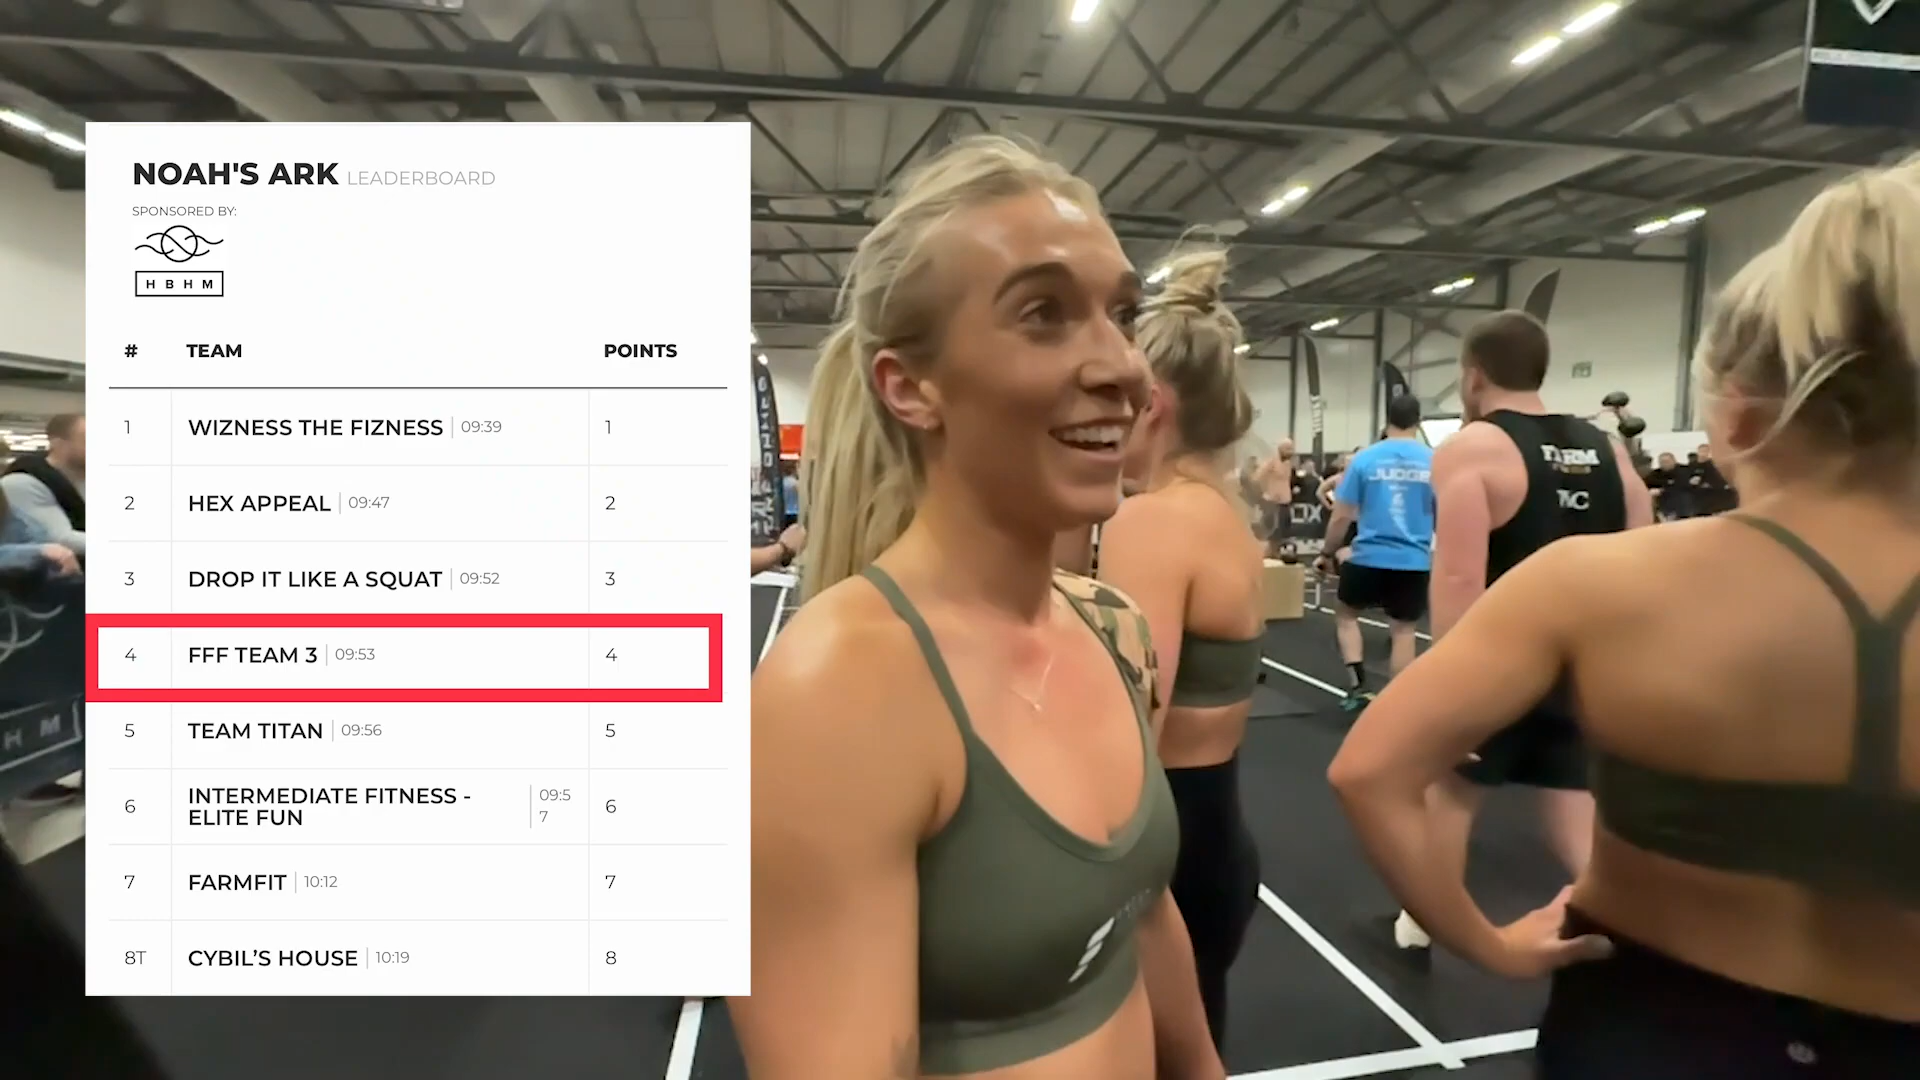 NOAH'S ARK LEADERBOARD
SPONSORED BY:
HBHM
# TEAM POINTS
1 WIZNESS THE FIZNESS 09:39 1
2 HEX APPEAL 09:47 2
3 DROP IT LIKE A SQUAT 09:52 3
4 FFF TEAM 3 09:53 4
5 TEAM TITAN 09:56 5
6 INTERMEDIATE FITNESS - 09:5 6
ELITE FUN 7
7 FARMFIT 10:12 7
8T CYBIL’S HOUSE 10:19 8
JUDGE